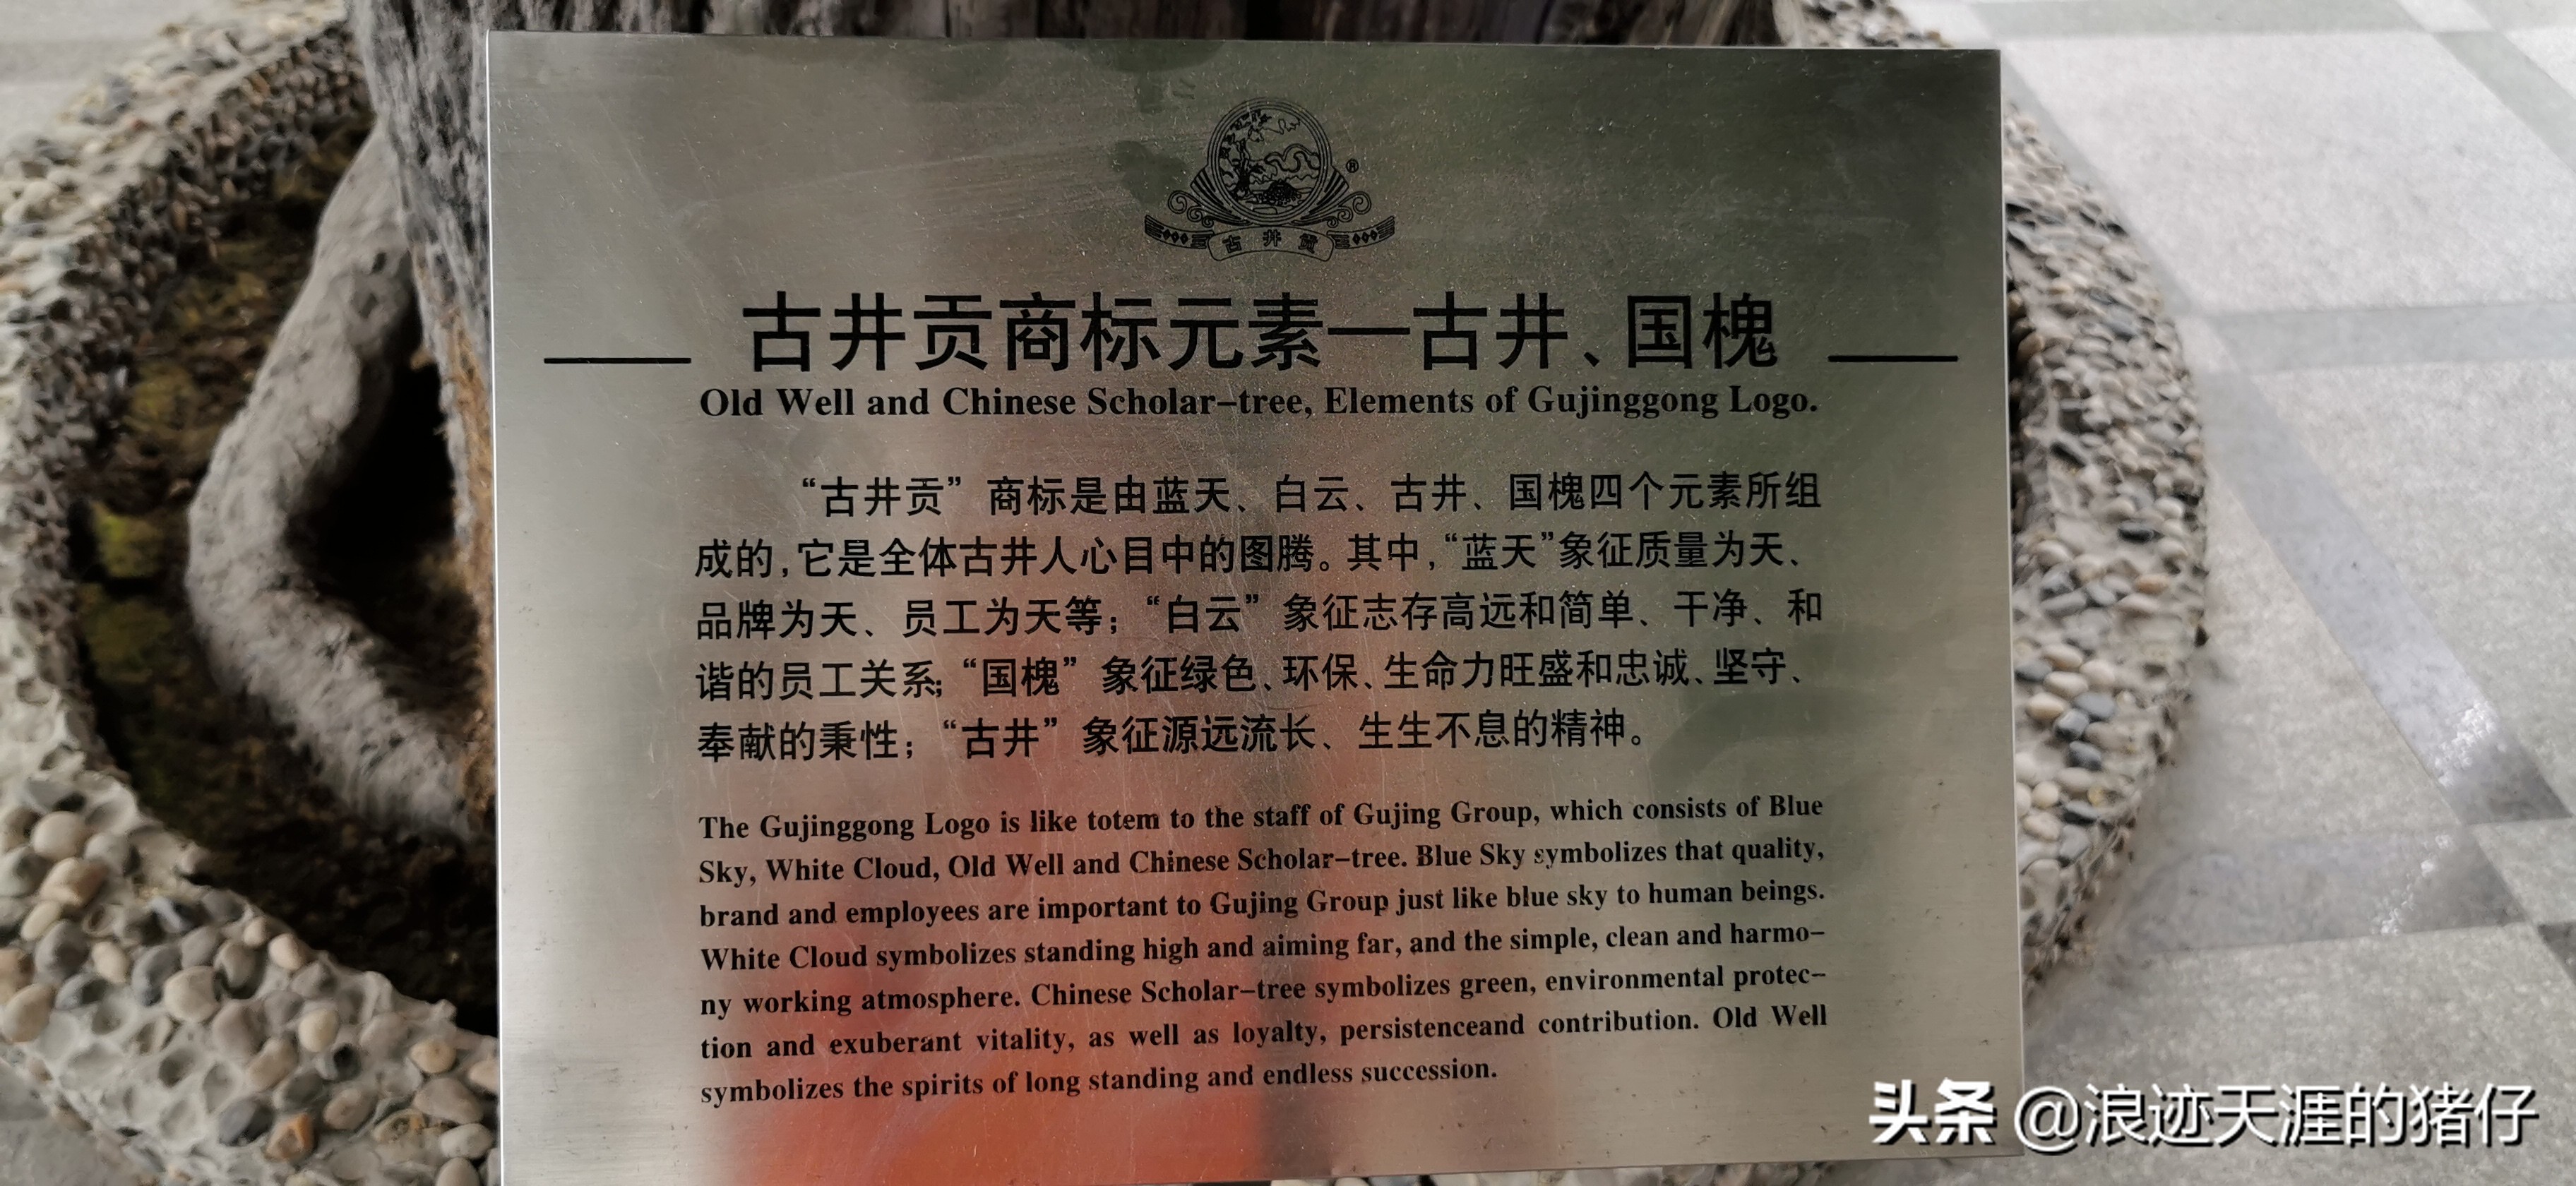 ®
古井贡
古井贡商标元素—古井、国槐
Old Well and Chinese Scholar-tree, Elements of Gujinggong Logo.
“古井贡”商标是由蓝天、白云、古井、国槐四个元素所组
成的,它是全体古井人心目中的图腾。其中,“蓝天”象征质量为天、
品牌为天、员工为天等;“白云”象征志存高远和简单、干净、和
谐的员工关系;“国槐”象征绿色、环保、生命力旺盛和忠诚、坚守、
奉献的秉性;“古井”象征源远流长、生生不息的精神。
The Gujinggong Logo is like totem to the staff of Gujing Group, which consists of Blue
Sky, White Cloud, Old Well and Chinese Scholar-tree. Blue Sky symbolizes that quality,
brand and employees are important to Gujing Group just like blue sky to human beings.
White Cloud symbolizes standing high and aiming far, and the simple, clean and harmo-
ny working atmosphere. Chinese Scholar-tree symbolizes green, environmental protec-
tion and exuberant vitality, as well as loyalty, persistenceand contribution. Old Well
symbolizes the spirits of long standing and endless succession.
头条 @浪迹天涯的猪仔